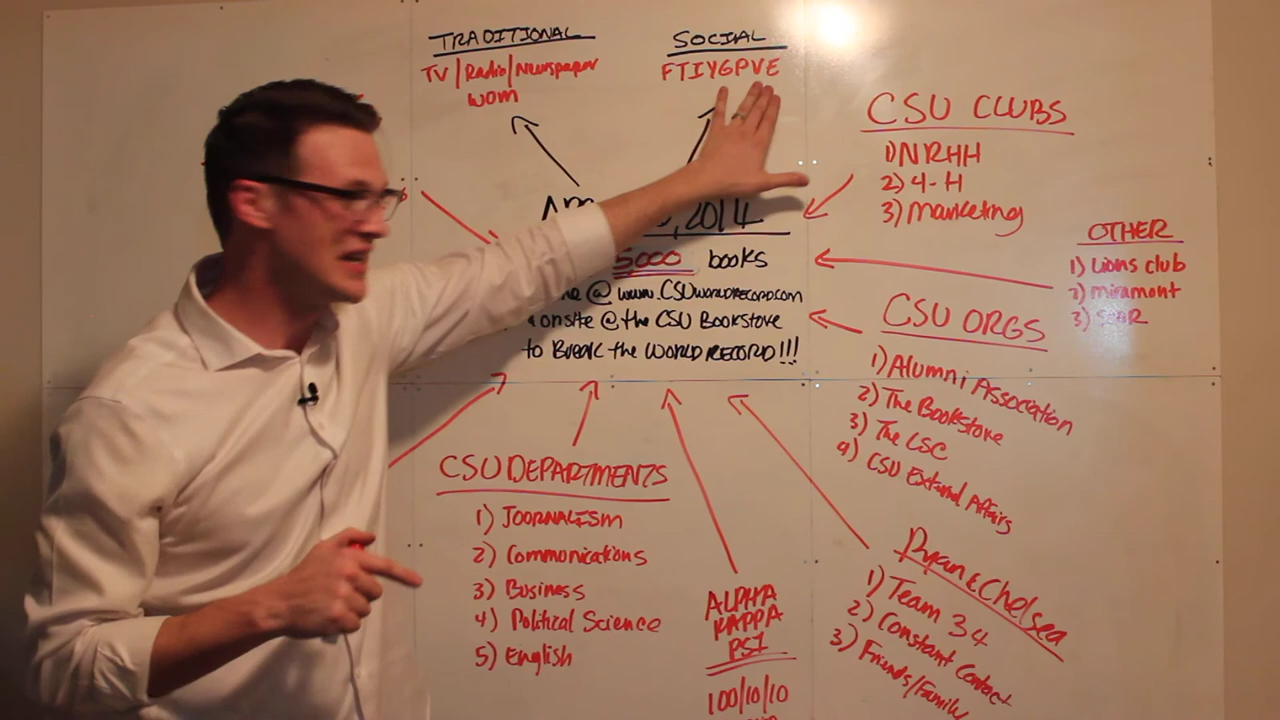 TRADITIONAL
TV/Radio/Newspaper
WOM
SOCIAL
FTIYGPVE
CSU CLUBS
1) NRHH
2) 4-H
3) Marketing
OTHER
1) Lions club
2) miramont
3)
,2014
5000 books
@ www.CSUWORLDRECORD.com
onsite @ the CSU Bookstore
to Break the WORLD RECORD!!!
CSU ORGS
1) Alumni Association
2) The Bookstore
3) The LSC
4) CSU External Affairs
CSU DEPARTMENTS
1) JOORNALISM
2) Communications
3) Business
4) Political Science
5) English
ALPHA
KAPPA
PSI
100/10/10
Ryan & Chelsea
1) Team 34
2) Constant Contact
3) Friends/Family